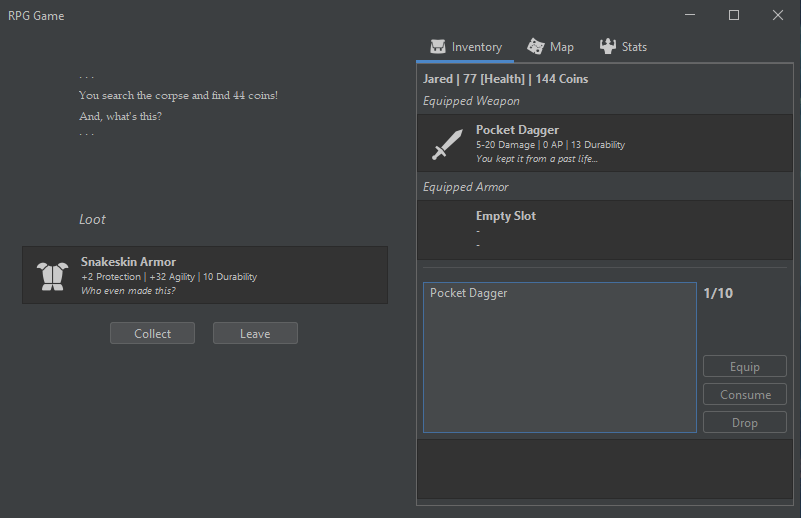 RPG Game
. . .
You search the corpse and find 44 coins!
And, what's this?
. . .
Loot
Snakeskin Armor
+2 Protection | +32 Agility | 10 Durability
Who even made this?
Collect
Leave
Inventory
Map
Stats
Jared | 77 [Health] | 144 Coins
Equipped Weapon
Pocket Dagger
5-20 Damage | 0 AP | 13 Durability
You kept it from a past life...
Equipped Armor
Empty Slot
-
-
Pocket Dagger
1/10
Equip
Consume
Drop